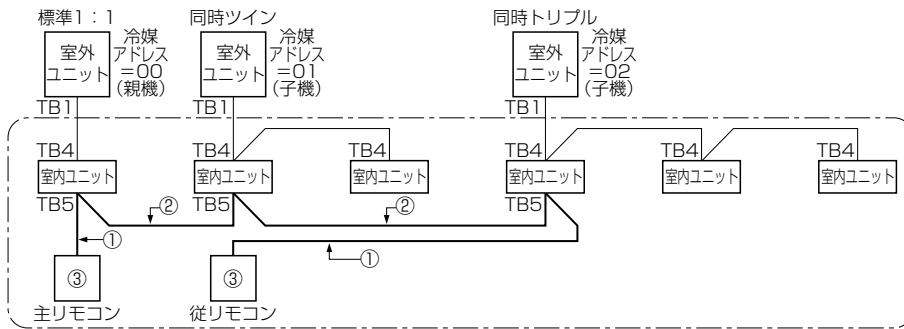 標準1：1
同時ツイン
同時トリプル
室外
ユニット
冷媒
アドレス
=00
(親機)
室外
ユニット
冷媒
アドレス
=01
(子機)
室外
ユニット
冷媒
アドレス
=02
(子機)
TB1
TB1
TB1
TB4
TB4
TB4
TB4
TB4
TB4
室内ユニット
室内ユニット
室内ユニット
室内ユニット
室内ユニット
室内ユニット
TB5
TB5
TB5
②
②
①
①
③
③
主リモコン
従リモコン